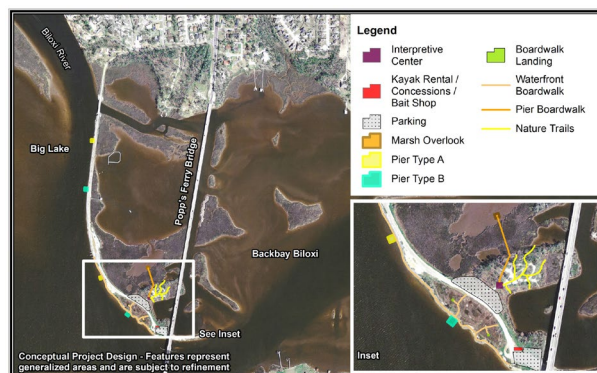 Biloxi River
Big Lake
Popp's Ferry Bridge
Backbay Biloxi
See Inset
Conceptual Project Design - Features represent
generalized areas and are subject to refinement
Legend
Interpretive
Center
Kayak Rental /
Concessions /
Bait Shop
Parking
Marsh Overlook
Pier Type A
Pier Type B
Boardwalk
Landing
Waterfront
Boardwalk
Pier Boardwalk
Nature Trails
Inset